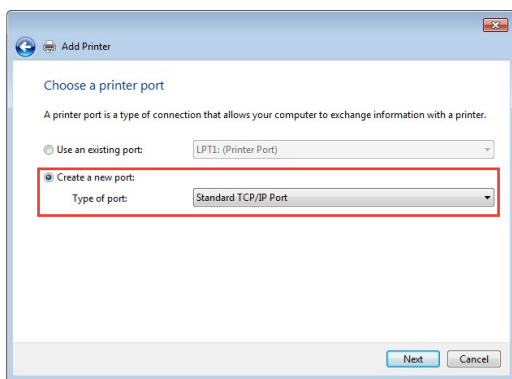 Add Printer
Choose a printer port
A printer port is a type of connection that allows your computer to exchange information with a printer.
Use an existing port:
LPT1: (Printer Port)
Create a new port:
Type of port:
Standard TCP/IP Port
Next
Cancel